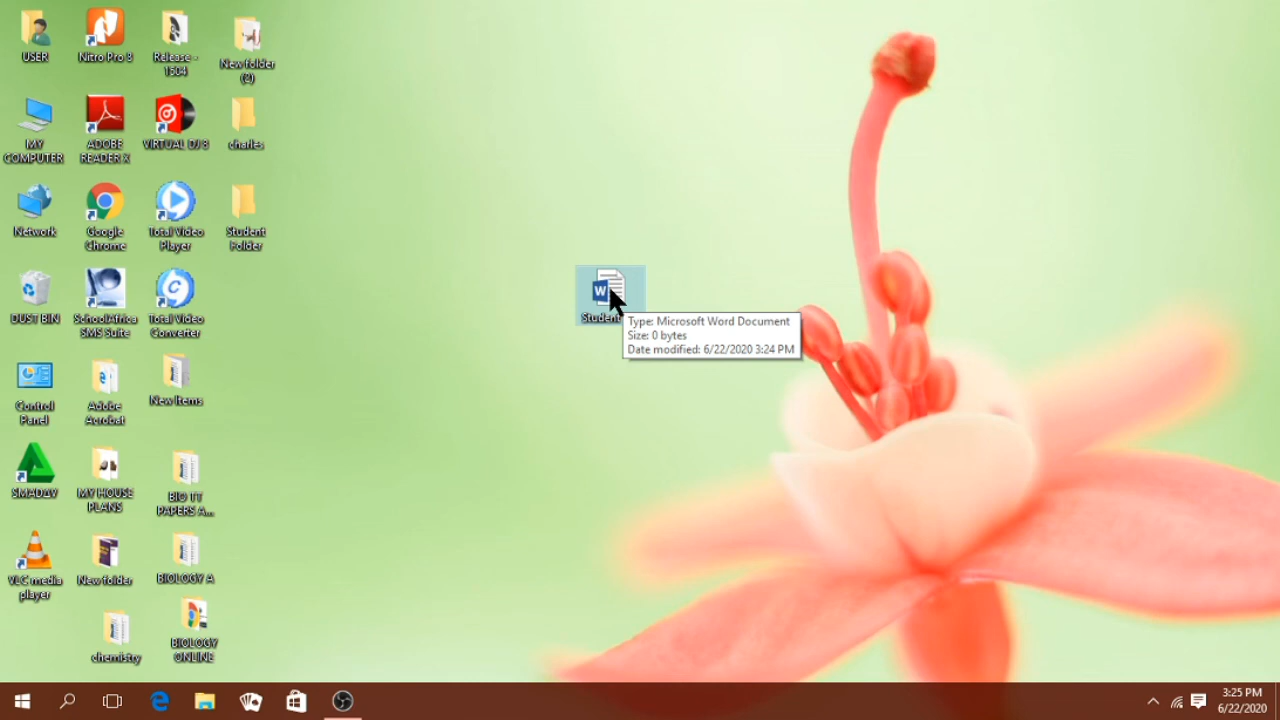 USER
Nitro Pro 8
Release -
1504
New folder
(2)
MY
COMPUTER
ADOBE
READER X
VIRTUAL DJ 8
charles
Network
Google
Chrome
Total Video
Player
Student
Folder
DUST BIN
SchoolAfrica
SMS Suite
Total Video
Converter
Student
Type: Microsoft Word Document
Size: 0 bytes
Date modified: 6/22/2020 3:24 PM
Control
Panel
Adobe
Acrobat
New Items
SMADAV
MY HOUSE
PLANS
BIO TT
PAPERS A...
VLC media
player
New folder
BIOLOGY A
chemistry
BIOLOGY
ONLINE
3:25 PM
6/22/2020